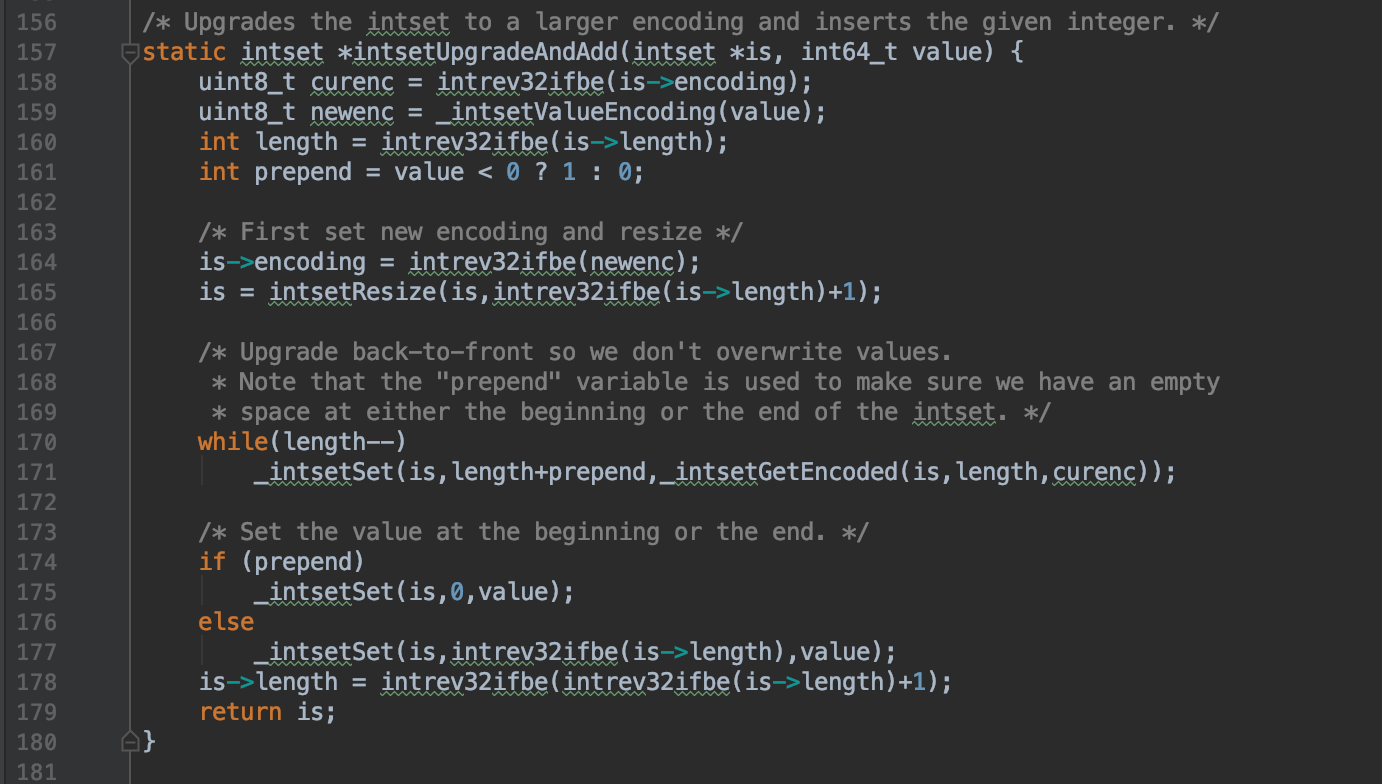 156 /* Upgrades the intset to a larger encoding and inserts the given integer. */
157 static intset *intsetUpgradeAndAdd(intset *is, int64_t value) {
158     uint8_t curenc = intrev32ifbe(is->encoding);
159     uint8_t newenc = _intsetValueEncoding(value);
160     int length = intrev32ifbe(is->length);
161     int prepend = value < 0 ? 1 : 0;
162
163     /* First set new encoding and resize */
164     is->encoding = intrev32ifbe(newenc);
165     is = intsetResize(is,intrev32ifbe(is->length)+1);
166
167     /* Upgrade back-to-front so we don't overwrite values.
168      * Note that the "prepend" variable is used to make sure we have an empty
169      * space at either the beginning or the end of the intset. */
170     while(length--)
171         _intsetSet(is,length+prepend,_intsetGetEncoded(is,length,curenc));
172
173     /* Set the value at the beginning or the end. */
174     if (prepend)
175         _intsetSet(is,0,value);
176     else
177         _intsetSet(is,intrev32ifbe(is->length),value);
178     is->length = intrev32ifbe(intrev32ifbe(is->length)+1);
179     return is;
180 }
181